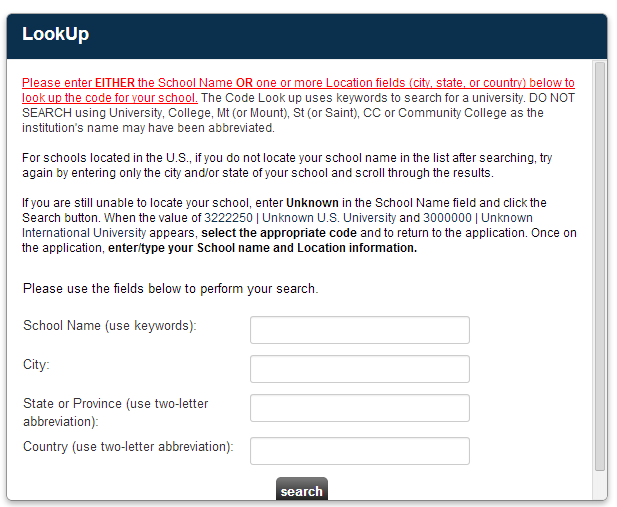 LookUp
Please enter EITHER the School Name OR one or more Location fields (city, state, or country) below to
look up the code for your school. The Code Look up uses keywords to search for a university. DO NOT
SEARCH using University, College, Mt (or Mount), St (or Saint), CC or Community College as the
institution's name may have been abbreviated.
For schools located in the U.S., if you do not locate your school name in the list after searching, try
again by entering only the city and/or state of your school and scroll through the results.
If you are still unable to locate your school, enter Unknown in the School Name field and click the
Search button. When the value of 3222250 | Unknown U.S. University and 3000000 | Unknown
International University appears, select the appropriate code and to return to the application. Once on
the application, enter/type your School name and Location information.
Please use the fields below to perform your search.
School Name (use keywords):
City:
State or Province (use two-letter
abbreviation):
Country (use two-letter abbreviation):
search